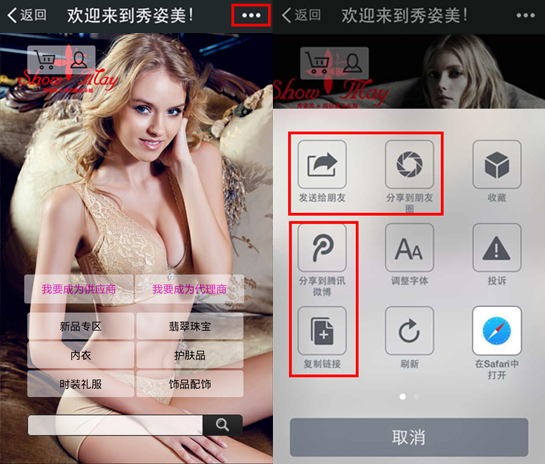 返回
欢迎来到秀姿美!
Show May
我要成为供应商
我要成为代理商
新品专区
翡翠珠宝
内衣
护肤品
时装礼服
饰品配饰
返回
欢迎来到秀姿美!
Show May
发送给朋友
分享到朋友
圈
收藏
分享到腾讯
微博
调整字体
投诉
复制链接
刷新
在Safari中
打开
取消